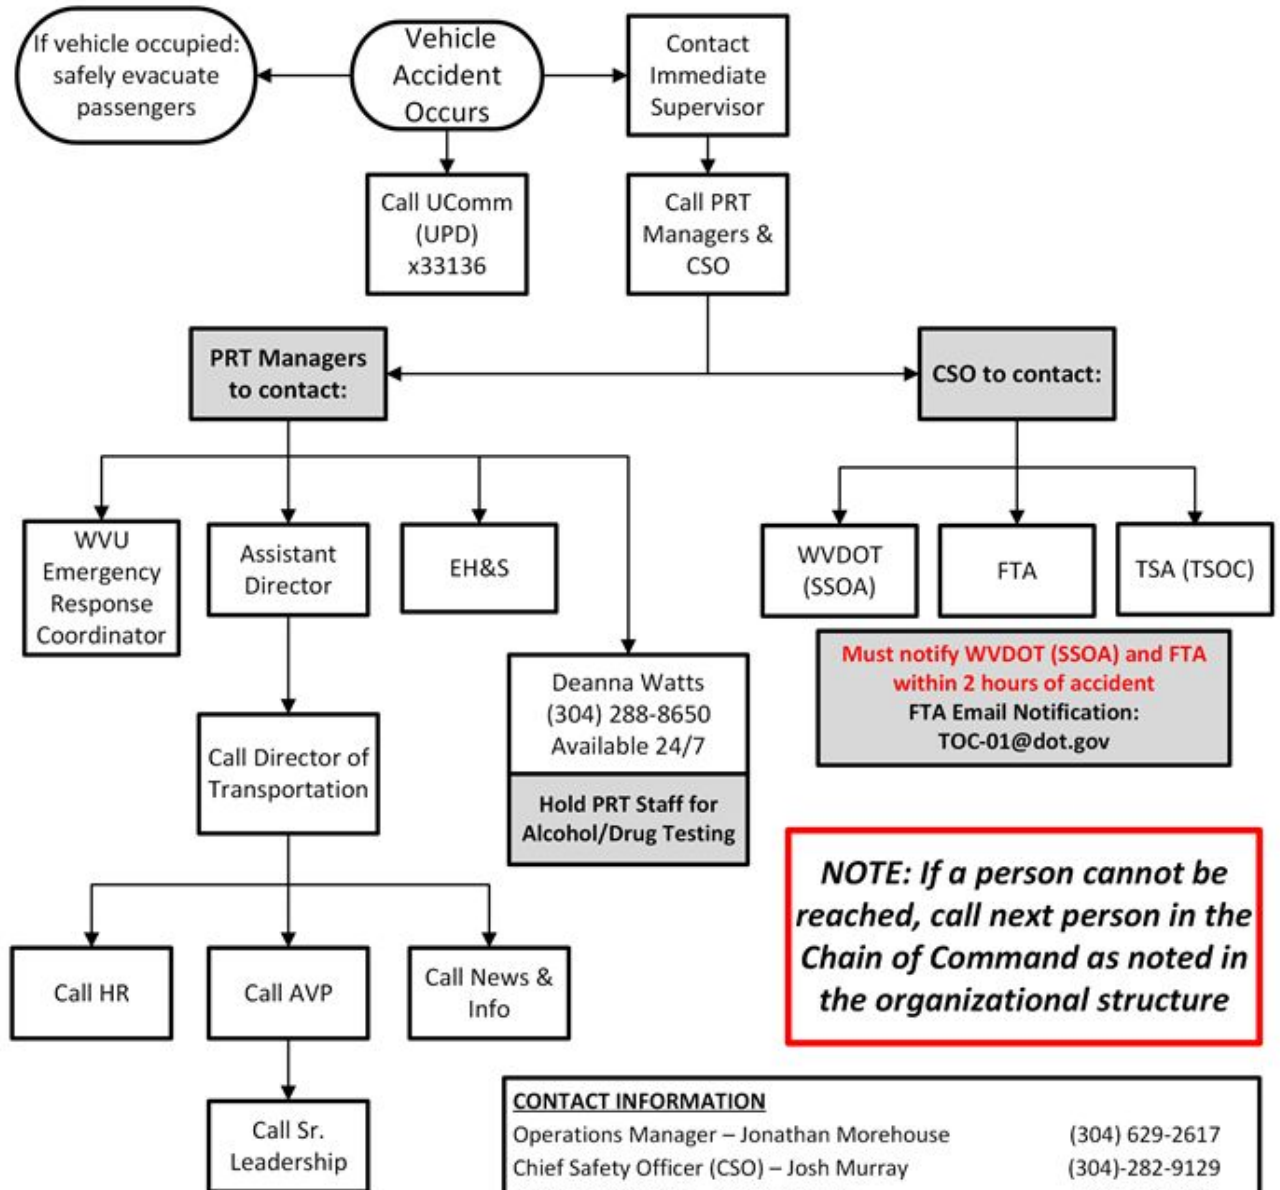 If vehicle occupied:
safely evacuate
passengers
Vehicle
Accident
Occurs
Contact
Immediate
Supervisor
Call UComm
(UPD)
x33136
Call PRT
Managers &
CSO
PRT Managers
to contact:
CSO to contact:
WVU
Emergency
Response
Coordinator
Assistant
Director
EH&S
Deanna Watts
(304) 288-8650
Available 24/7
Hold PRT Staff for
Alcohol/Drug Testing
WVDOT
(SSOA)
FTA
TSA (TSOC)
Must notify WVDOT (SSOA) and FTA
within 2 hours of accident
FTA Email Notification:
TOC-01@dot.gov
Call Director of
Transportation
NOTE: If a person cannot be
reached, call next person in the
Chain of Command as noted in
the organizational structure
Call HR
Call AVP
Call News &
Info
Call Sr.
Leadership
CONTACT INFORMATION
Operations Manager – Jonathan Morehouse (304) 629-2617
Chief Safety Officer (CSO) – Josh Murray (304)-282-9129